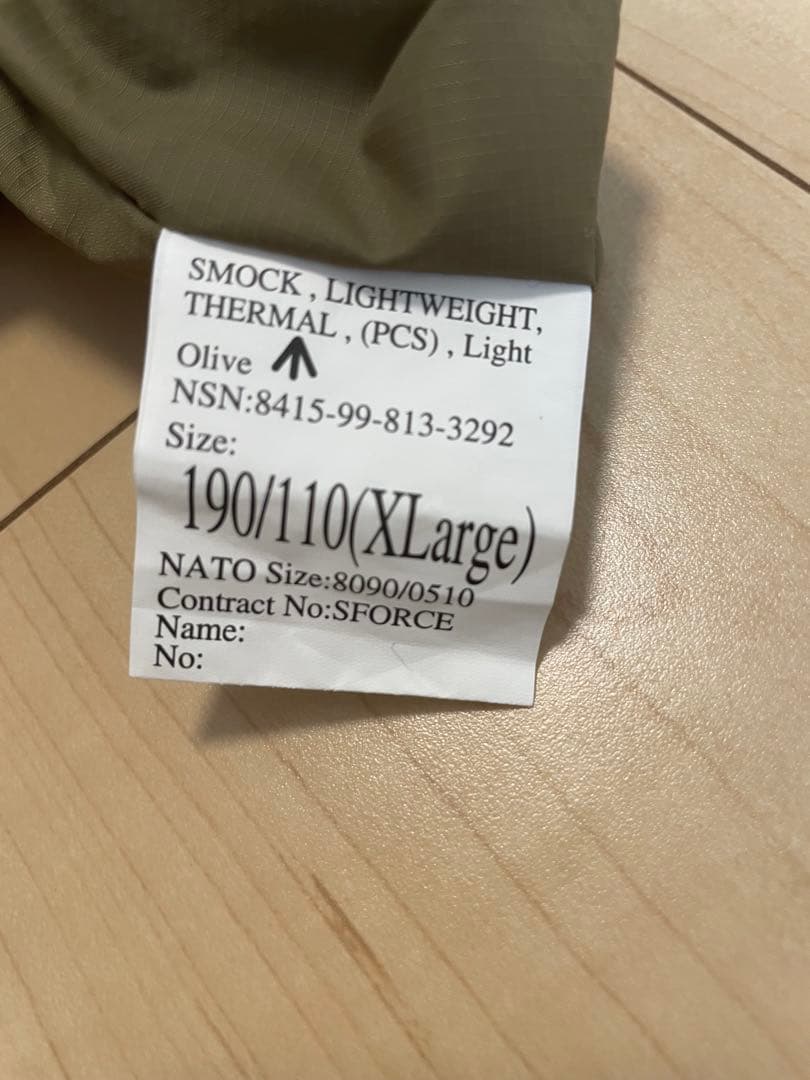 SMOCK , LIGHTWEIGHT,
THERMAL , (PCS) , Light
Olive
NSN:8415-99-813-3292
Size:
190/110(XLarge)
NATO Size:8090/0510
Contract No:SFORCE
Name:
No: